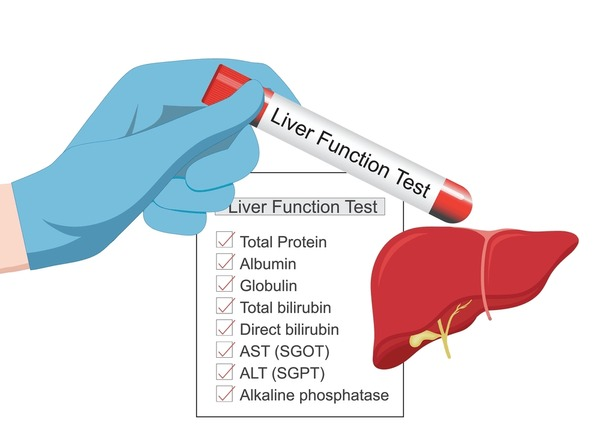 Liver Function Test
Liver Function Test
Total Protein
Albumin
Globulin
Total bilirubin
Direct bilirubin
AST (SGOT)
ALT (SGPT)
Alkaline phosphatase